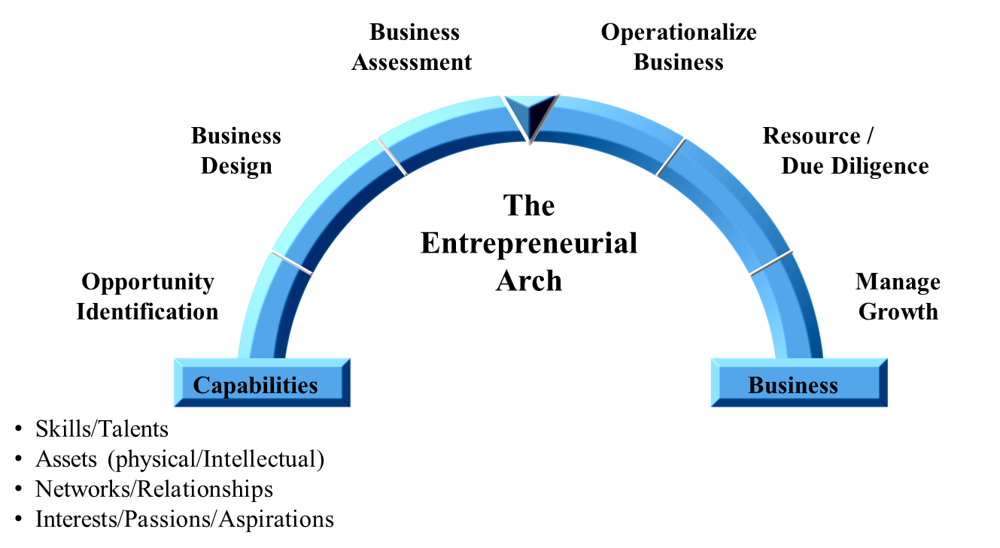 Business
Assessment
Operationalize
Business
Business
Design
Resource /
Due Diligence
The
Entrepreneurial
Arch
Opportunity
Identification
Manage
Growth
Capabilities
Business
• Skills/Talents
• Assets (physical/Intellectual)
• Networks/Relationships
• Interests/Passions/Aspirations